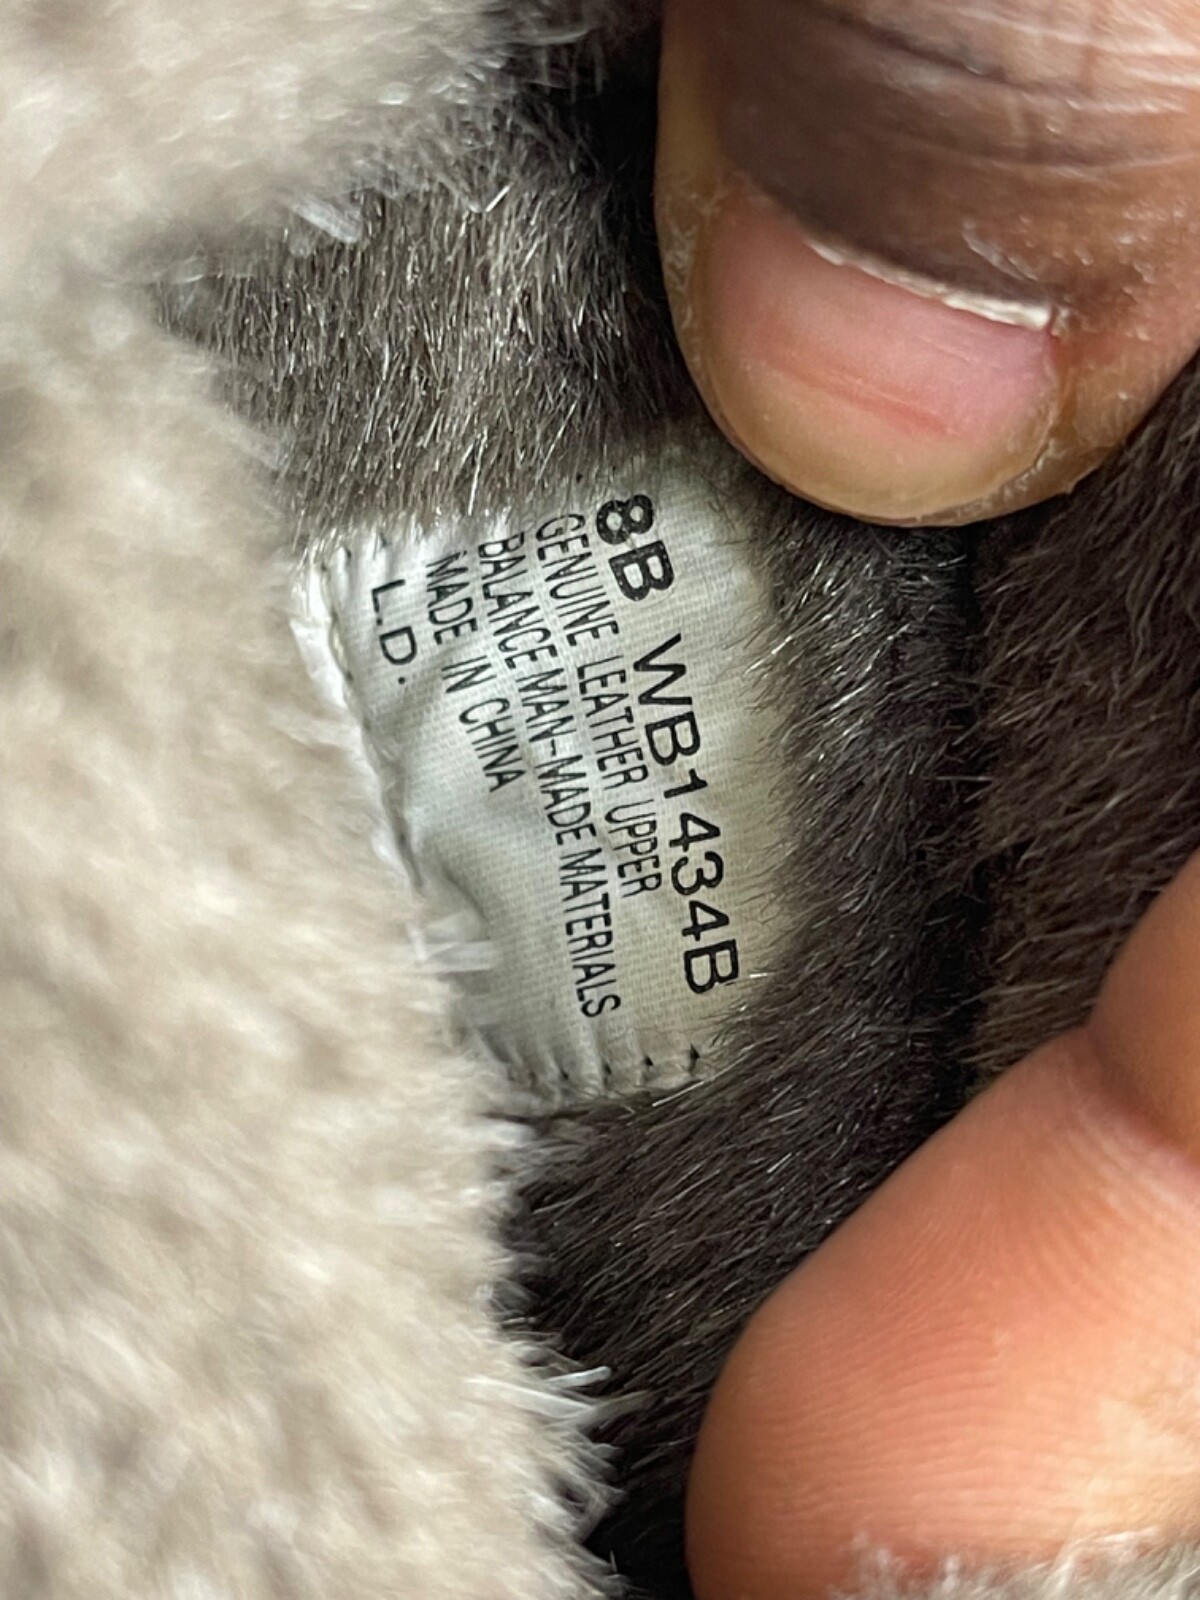 8B WB1434B
GENUINE LEATHER UPPER
BALANCE MAN-MADE MATERIALS
MADE IN CHINA
L.D.